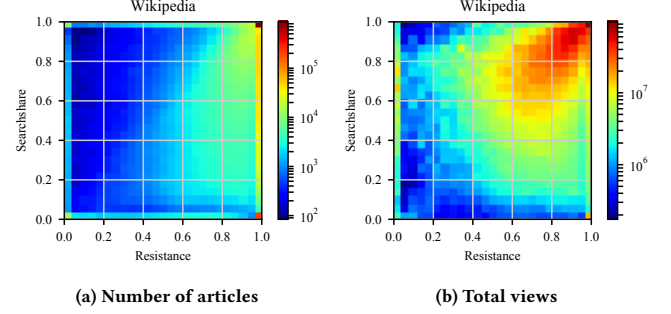 Wikipedia
1.0
0.8
0.6
0.4
0.2
0.0
Searchshare
0.0 0.2 0.4 0.6 0.8 1.0
Resistance
10^5
10^4
10^3
10^2
(a) Number of articles
Wikipedia
1.0
0.8
0.6
0.4
0.2
0.0
Searchshare
0.0 0.2 0.4 0.6 0.8 1.0
Resistance
10^7
10^6
(b) Total views